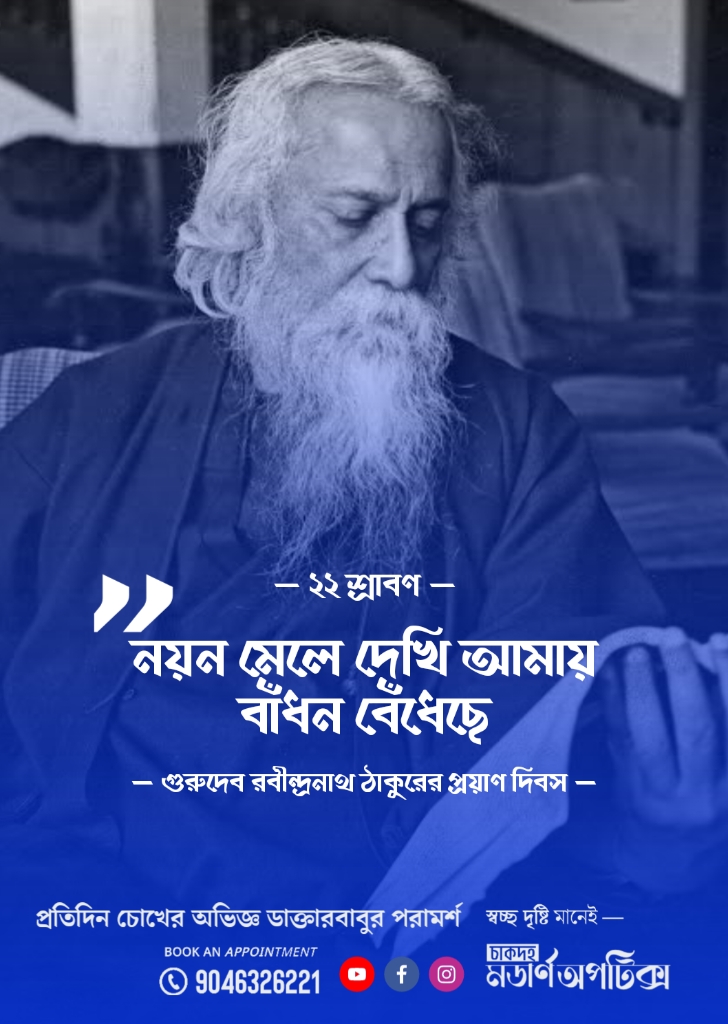 — ২২ শ্রাবণ —
”
নয়ন মেলে দেখি আমায়
বাঁধন বেঁধেছে
— গুরুদেব রবীন্দ্রনাথ ঠাকুরের প্রয়াণ দিবস —
প্রতিদিন চোখের অভিজ্ঞ ডাক্তারবাবুর পরামর্শ
BOOK AN APPOINTMENT
9046326221
স্বচ্ছ দৃষ্টি মানেই —
চাকদহ
মডার্ণ অপটিক্স